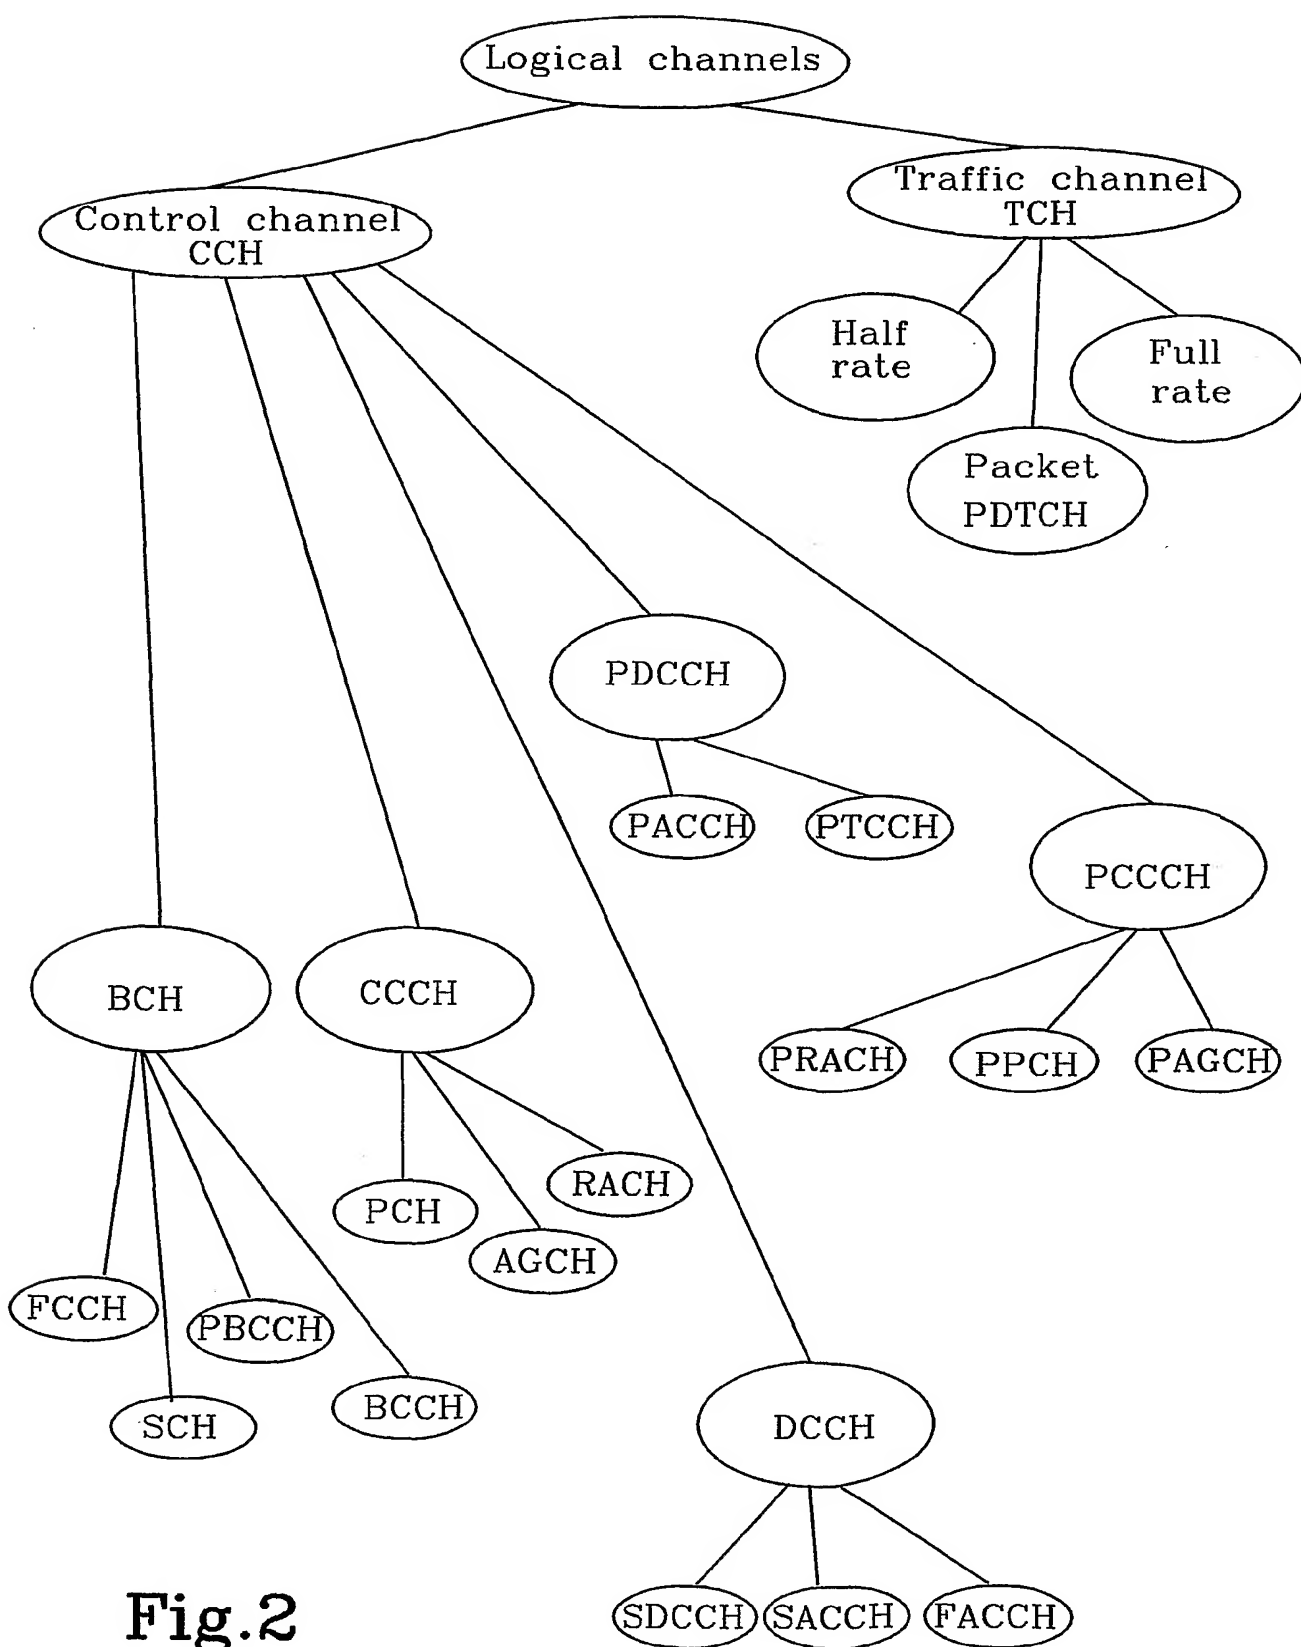 Logical channels
Control channel
CCH
Traffic channel
TCH
Half
rate
Full
rate
Packet
PDTCH
PDCCH
PACCH
PTCCH
PCCCH
BCH
CCCH
PRACH
PPCH
PAGCH
RACH
PCH
AGCH
FCCH
PBCCH
BCCH
SCH
DCCH
SDCCH
SACCH
FACCH
Fig.2